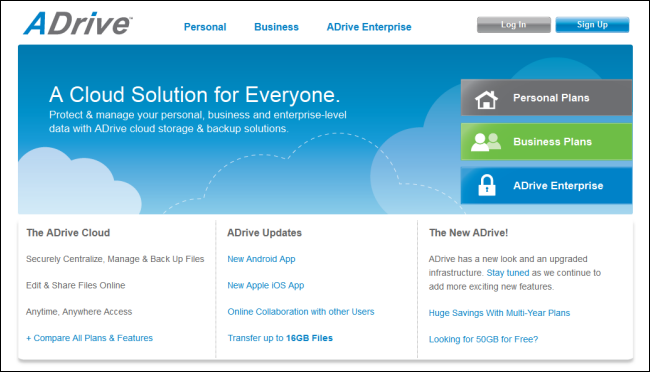 ADrive™
Personal
Business
ADrive Enterprise
Log In
Sign Up
A Cloud Solution for Everyone.
Protect & manage your personal, business and enterprise-level
data with ADrive cloud storage & backup solutions.
Personal Plans
Business Plans
ADrive Enterprise
The ADrive Cloud
Securely Centralize, Manage & Back Up Files
Edit & Share Files Online
Anytime, Anywhere Access
+ Compare All Plans & Features
ADrive Updates
New Android App
New Apple iOS App
Online Collaboration with other Users
Transfer up to 16GB Files
The New ADrive!
ADrive has a new look and an upgraded
infrastructure. Stay tuned as we continue to
add more exciting new features.
Huge Savings With Multi-Year Plans
Looking for 50GB for Free?